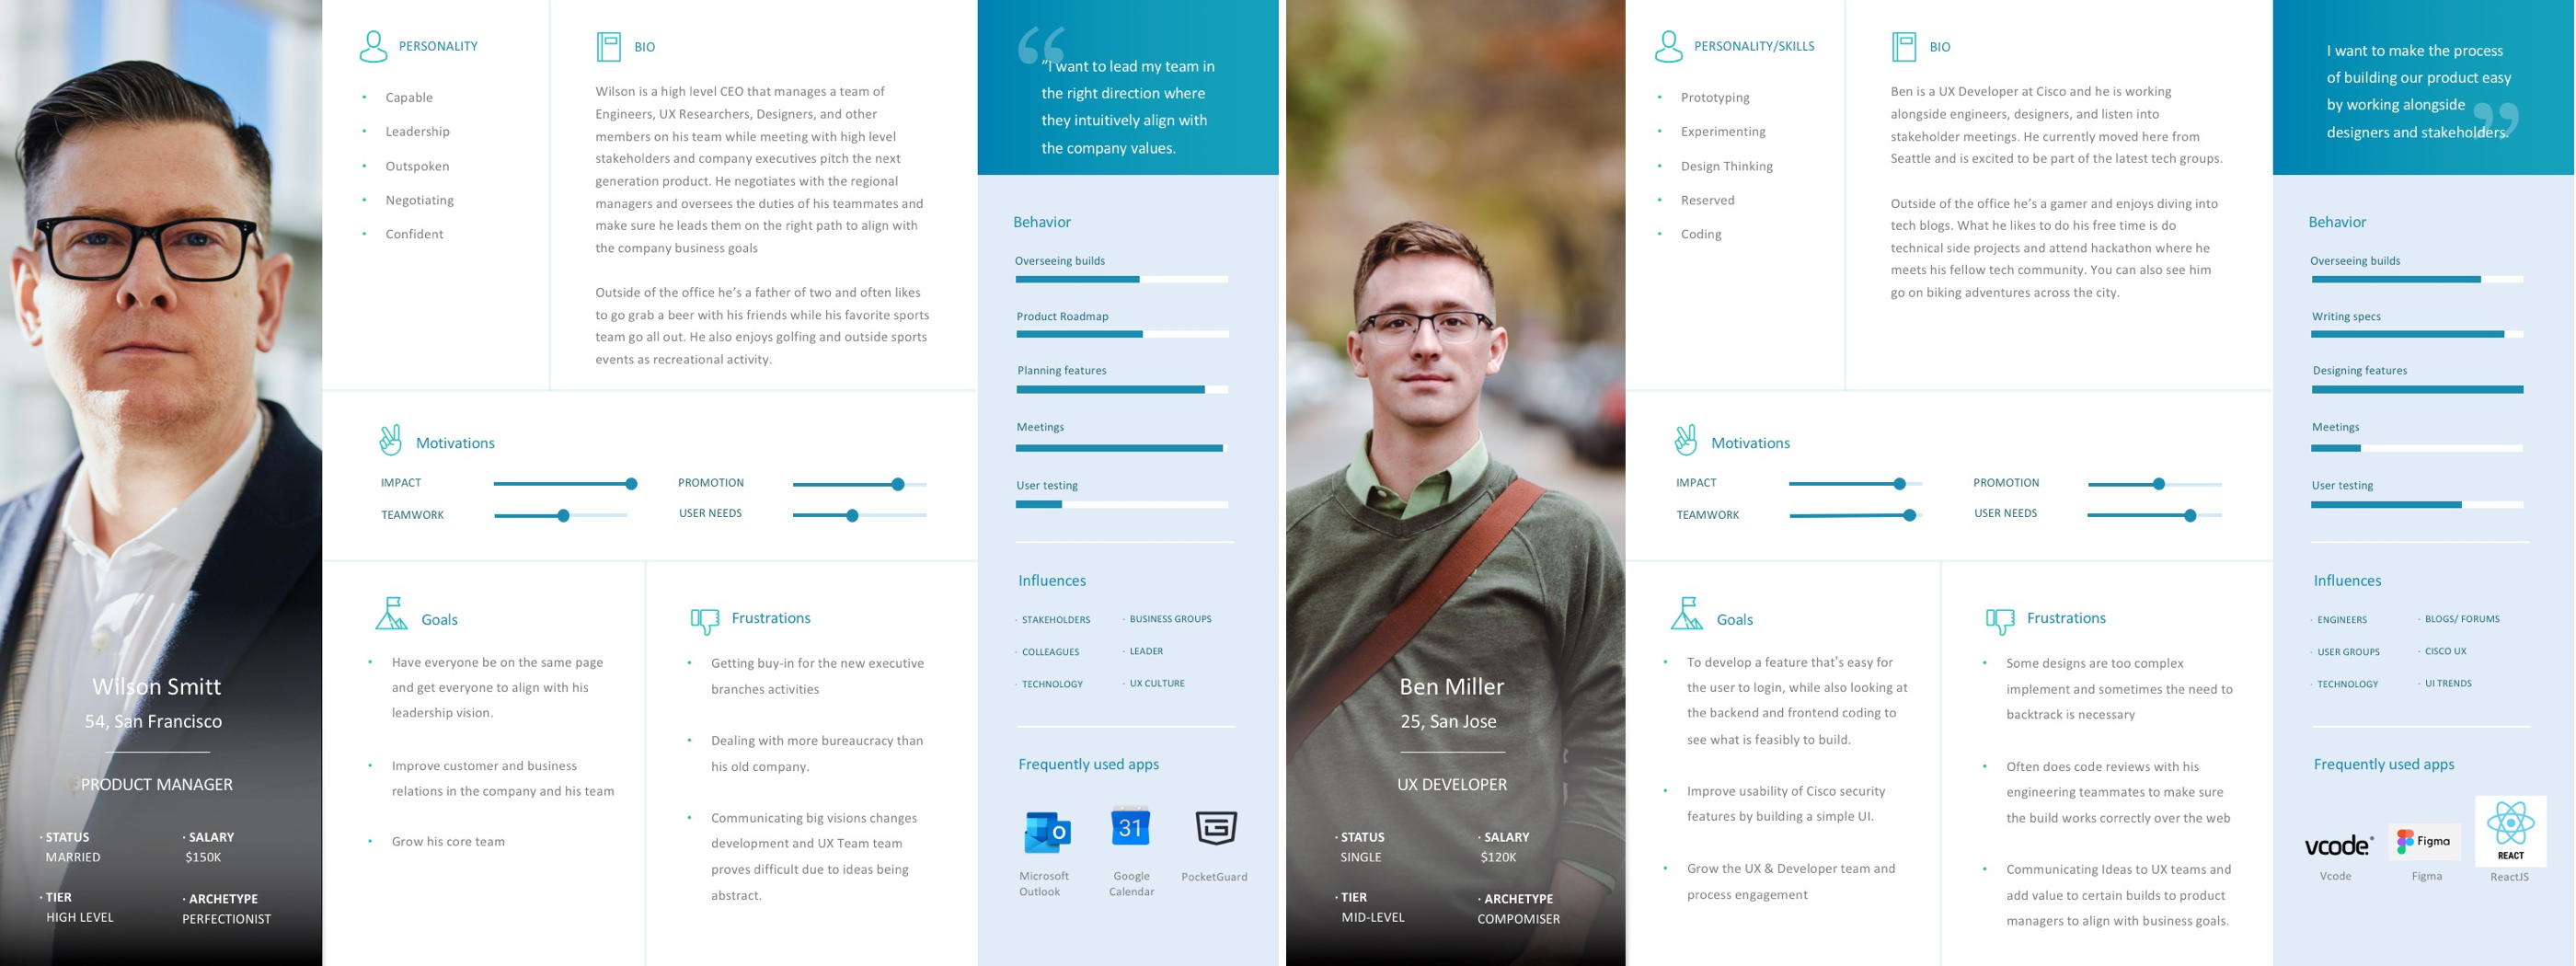 Wilson Smitt
54, San Francisco
PRODUCT MANAGER
· STATUS
MARRIED
· SALARY
$150K
· TIER
HIGH LEVEL
· ARCHETYPE
PERFECTIONIST
PERSONALITY
• Capable
• Leadership
• Outspoken
• Negotiating
• Confident
BIO
Wilson is a high level CEO that manages a team of
Engineers, UX Researchers, Designers, and other
members on his team while meeting with high level
stakeholders and company executives pitch the next
generation product. He negotiates with the regional
managers and oversees the duties of his teammates and
make sure he leads them on the right path to align with
the company business goals
Outside of the office he’s a father of two and often likes
to go grab a beer with his friends while his favorite sports
team go all out. He also enjoys golfing and outside sports
events as recreational activity.
Motivations
IMPACT
TEAMWORK
PROMOTION
USER NEEDS
Goals
• Have everyone be on the same page
and get everyone to align with his
leadership vision.
• Improve customer and business
relations in the company and his team
• Grow his core team
Frustrations
• Getting buy-in for the new executive
branches activities
• Dealing with more bureaucracy than
his old company.
• Communicating big visions changes
development and UX Team team
proves difficult due to ideas being
abstract.
“
"I want to lead my team in
the right direction where
they intuitively align with
the company values.
Behavior
Overseeing builds
Product Roadmap
Planning features
Meetings
User testing
Influences
· STAKEHOLDERS
· BUSINESS GROUPS
· COLLEAGUES
· LEADER
· TECHNOLOGY
· UX CULTURE
Frequently used apps
O
31
Microsoft
Outlook
Google
Calendar
PocketGuard
Ben Miller
25, San Jose
UX DEVELOPER
· STATUS
SINGLE
· SALARY
$120K
· TIER
MID-LEVEL
· ARCHETYPE
COMPOMISER
PERSONALITY/SKILLS
• Prototyping
• Experimenting
• Design Thinking
• Reserved
• Coding
BIO
Ben is a UX Developer at Cisco and he is working
alongside engineers, designers, and listen into
stakeholder meetings. He currently moved here from
Seattle and is excited to be part of the latest tech groups.
Outside of the office he’s a gamer and enjoys diving into
tech blogs. What he likes to do his free time is do
technical side projects and attend hackathon where he
meets his fellow tech community. You can also see him
go on biking adventures across the city.
Motivations
IMPACT
TEAMWORK
PROMOTION
USER NEEDS
Goals
• To develop a feature that’s easy for
the user to login, while also looking at
the backend and frontend coding to
see what is feasibly to build.
• Improve usability of Cisco security
features by building a simple UI.
• Grow the UX & Developer team and
process engagement
Frustrations
• Some designs are too complex
implement and sometimes the need to
backtrack is necessary
• Often does code reviews with his
engineering teammates to make sure
the build works correctly over the web
• Communicating Ideas to UX teams and
add value to certain builds to product
managers to align with business goals.
I want to make the process
of building our product easy
by working alongside
designers and stakeholders.
”
Behavior
Overseeing builds
Writing specs
Designing features
Meetings
User testing
Influences
· ENGINEERS
· BLOGS/ FORUMS
· USER GROUPS
· CISCO UX
· TECHNOLOGY
· UI TRENDS
Frequently used apps
vcode.
Figma
REACT
Vcode
Figma
ReactJS